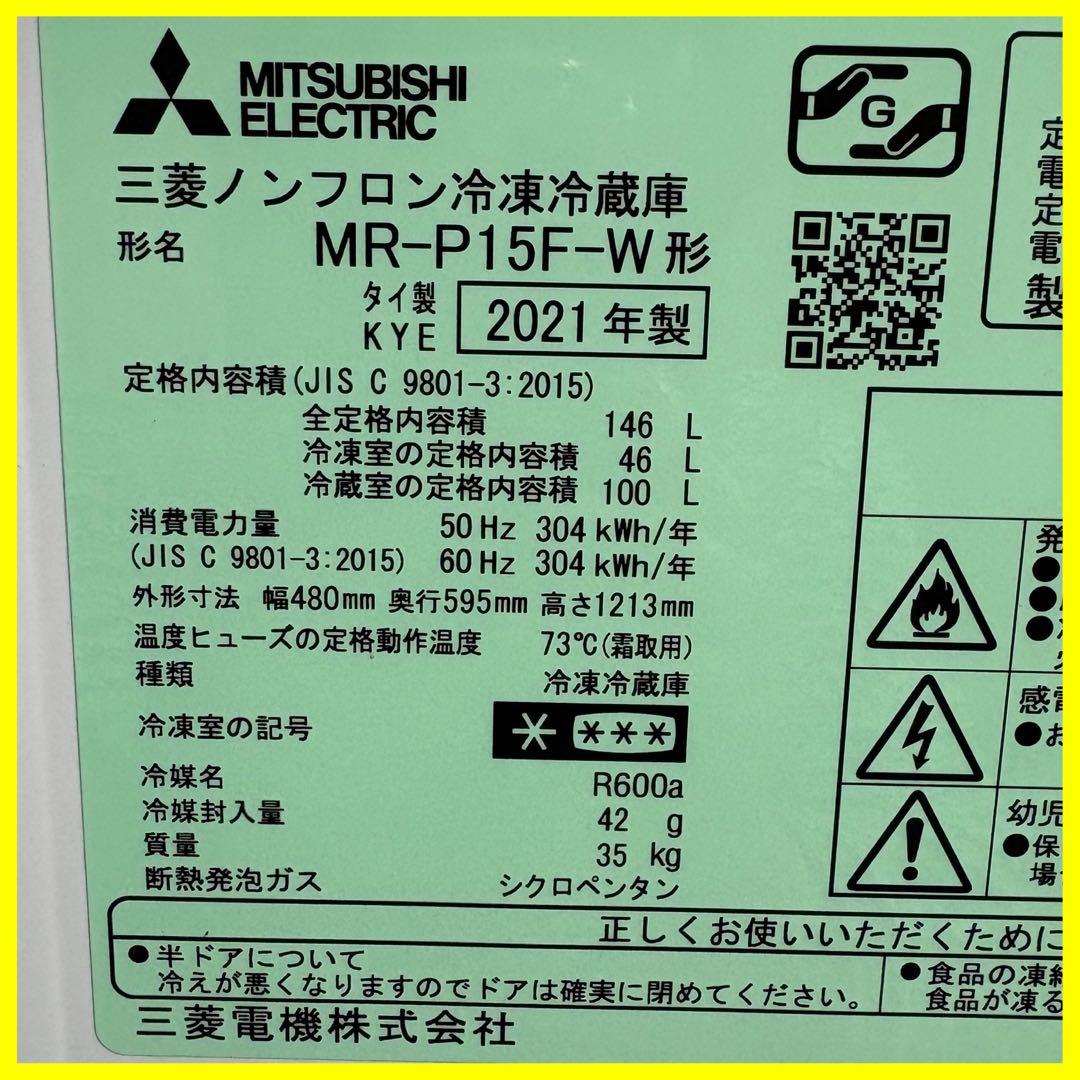 MITSUBISHI
ELECTRIC
三菱ノンフロン冷凍冷蔵庫
形名 MR-P15F-W形
タイ製
KYE
2021年製
定格内容積(JIS C 9801-3:2015)
全定格内容積 146 L
冷凍室の定格内容積 46 L
冷蔵室の定格内容積 100 L
消費電力量 50Hz 304kWh/年
(JIS C 9801-3:2015) 60Hz 304kWh/年
外形寸法 幅480mm 奥行595mm 高さ1213mm
温度ヒューズの定格動作温度 73℃(霜取用)
種類 冷凍冷蔵庫
冷凍室の記号 * ***
冷媒名 R600a
冷媒封入量 42 g
質量 35 kg
断熱発泡ガス シクロペンタン
G
定
電
定
電
製
発
感電
●お
幼児
●保
場
正しくお使いいただくために
●半ドアについて
冷えが悪くなりますのでドアは確実に閉めてください。
●食品の凍結
食品が凍る
三菱電機株式会社